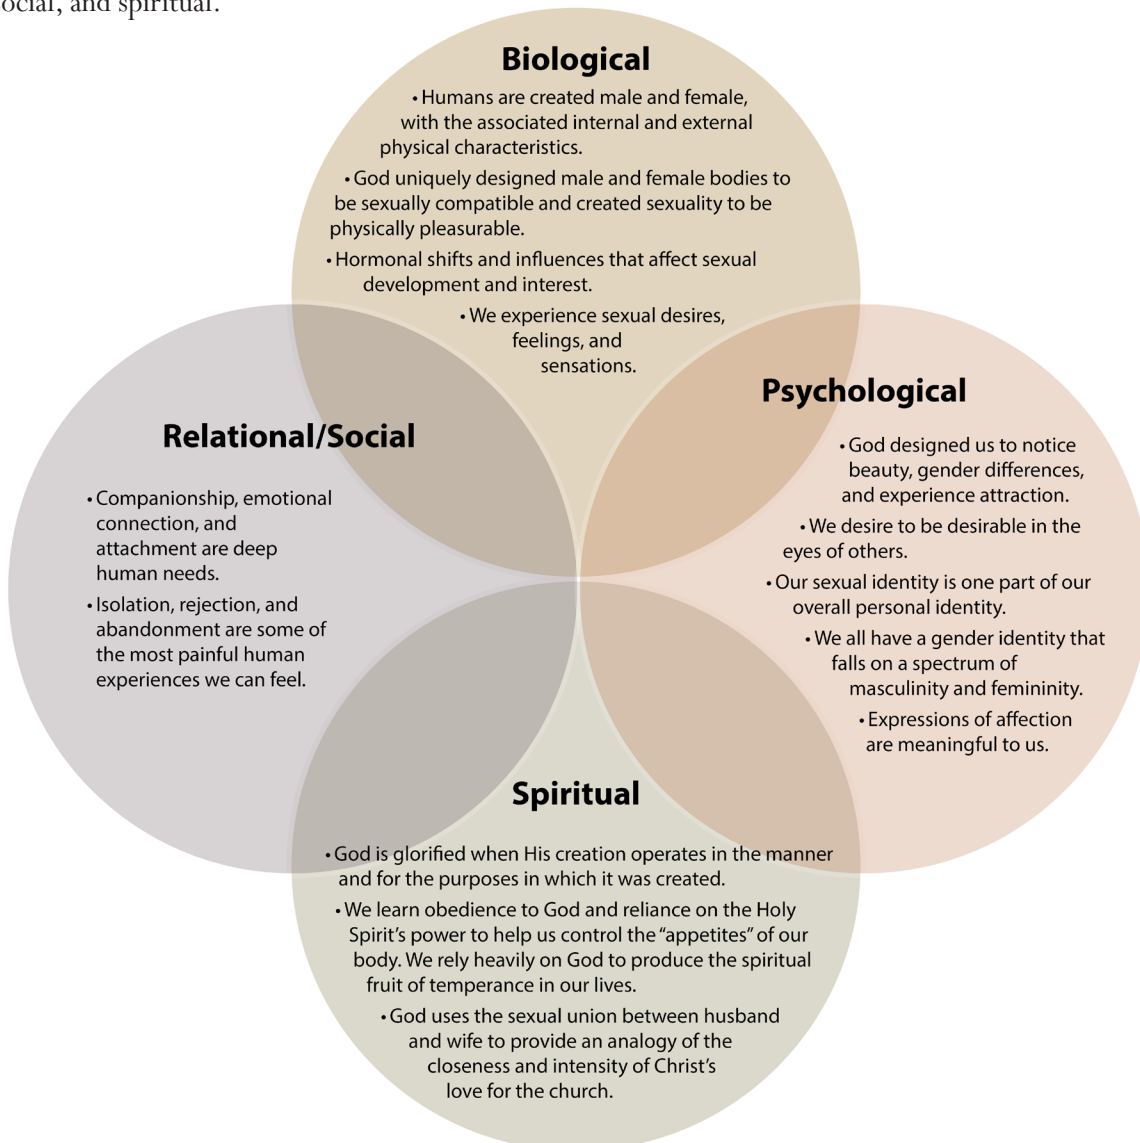 social, and spiritual.
Biological
• Humans are created male and female,
with the associated internal and external
physical characteristics.
• God uniquely designed male and female bodies to
be sexually compatible and created sexuality to be
physically pleasurable.
• Hormonal shifts and influences that affect sexual
development and interest.
• We experience sexual desires,
feelings, and
sensations.
Relational/Social
• Companionship, emotional
connection, and
attachment are deep
human needs.
• Isolation, rejection, and
abandonment are some of
the most painful human
experiences we can feel.
Psychological
• God designed us to notice
beauty, gender differences,
and experience attraction.
• We desire to be desirable in the
eyes of others.
• Our sexual identity is one part of our
overall personal identity.
• We all have a gender identity that
falls on a spectrum of
masculinity and femininity.
• Expressions of affection
are meaningful to us.
Spiritual
• God is glorified when His creation operates in the manner
and for the purposes in which it was created.
• We learn obedience to God and reliance on the Holy
Spirit’s power to help us control the “appetites” of our
body. We rely heavily on God to produce the spiritual
fruit of temperance in our lives.
• God uses the sexual union between husband
and wife to provide an analogy of the
closeness and intensity of Christ’s
love for the church.